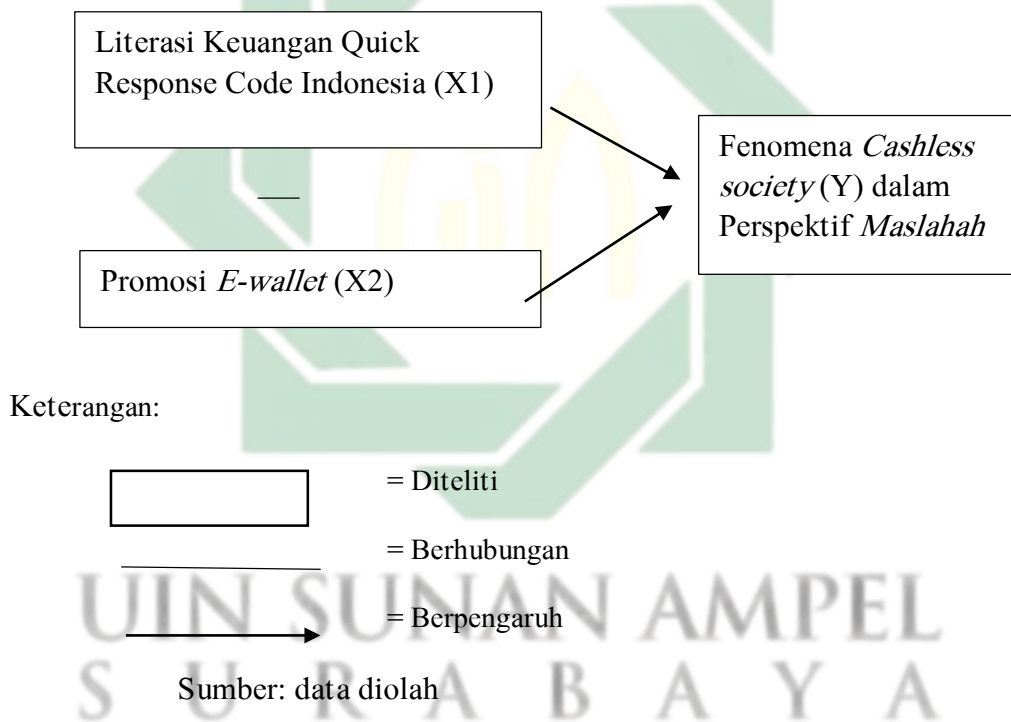 Literasi Keuangan Quick
Response Code Indonesia (X1)
Fenomena Cashless
society (Y) dalam
Perspektif Maslahah
Promosi E-wallet (X2)
Keterangan:
= Diteliti
= Berhubungan
= Berpengaruh
UIN SUNAN AMPEL
SURABAYA
Sumber: data diolah